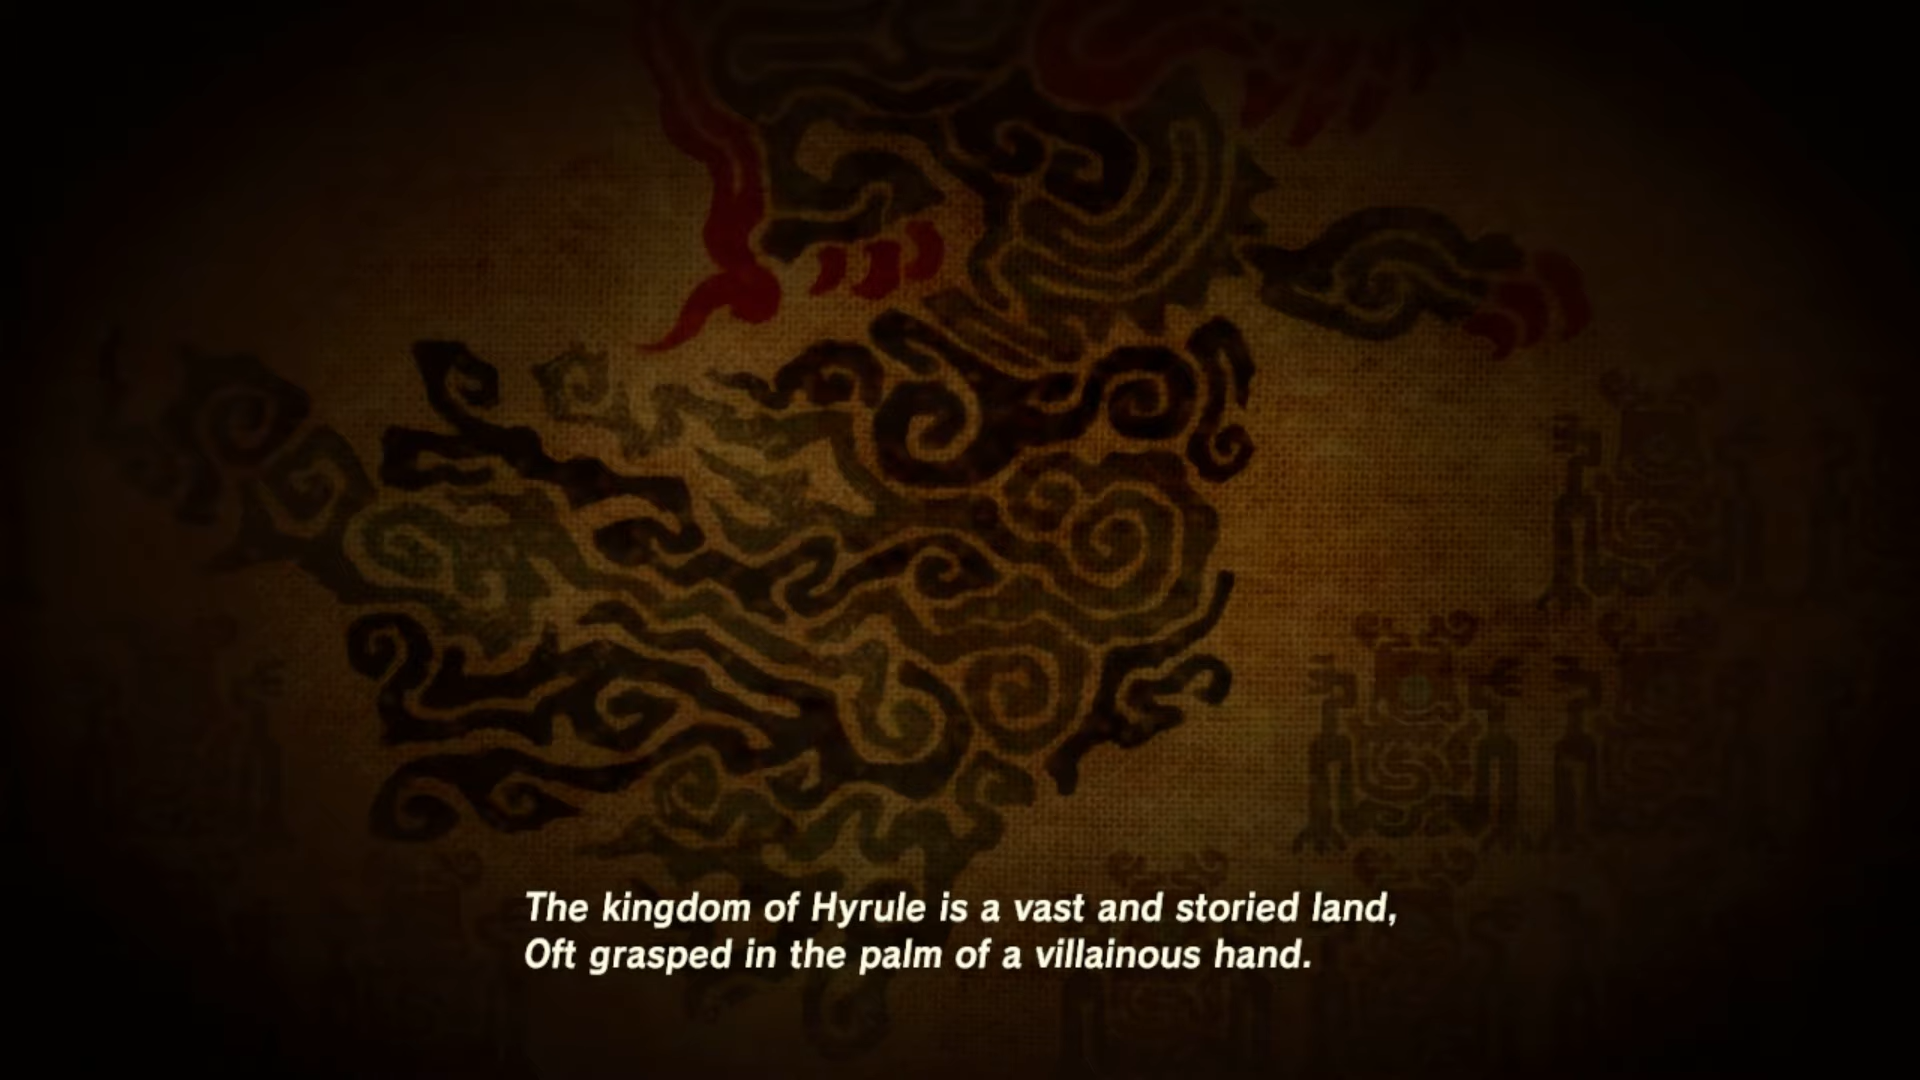 The kingdom of Hyrule is a vast and storied land,
Oft grasped in the palm of a villainous hand.